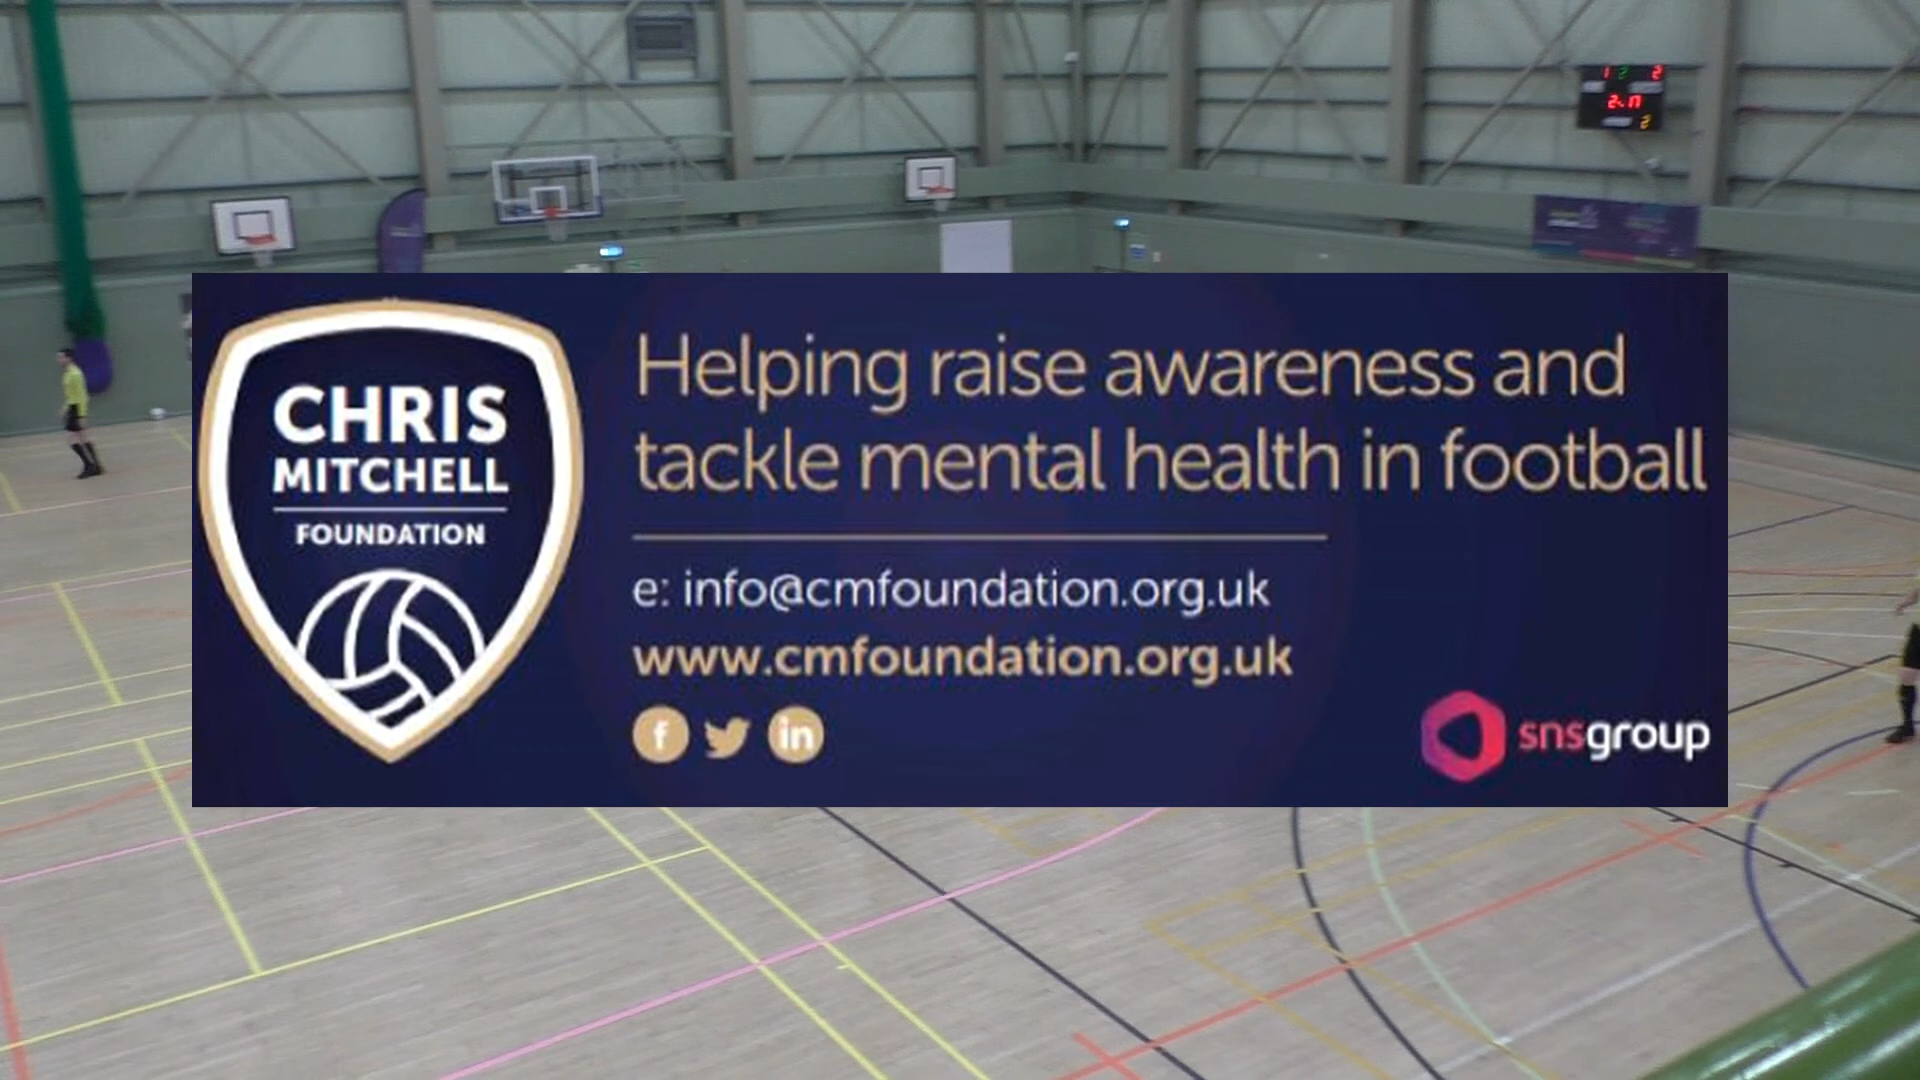 CHRIS
MITCHELL
FOUNDATION
Helping raise awareness and
tackle mental health in football
e: info@cmfoundation.org.uk
www.cmfoundation.org.uk
f in
snsgroup